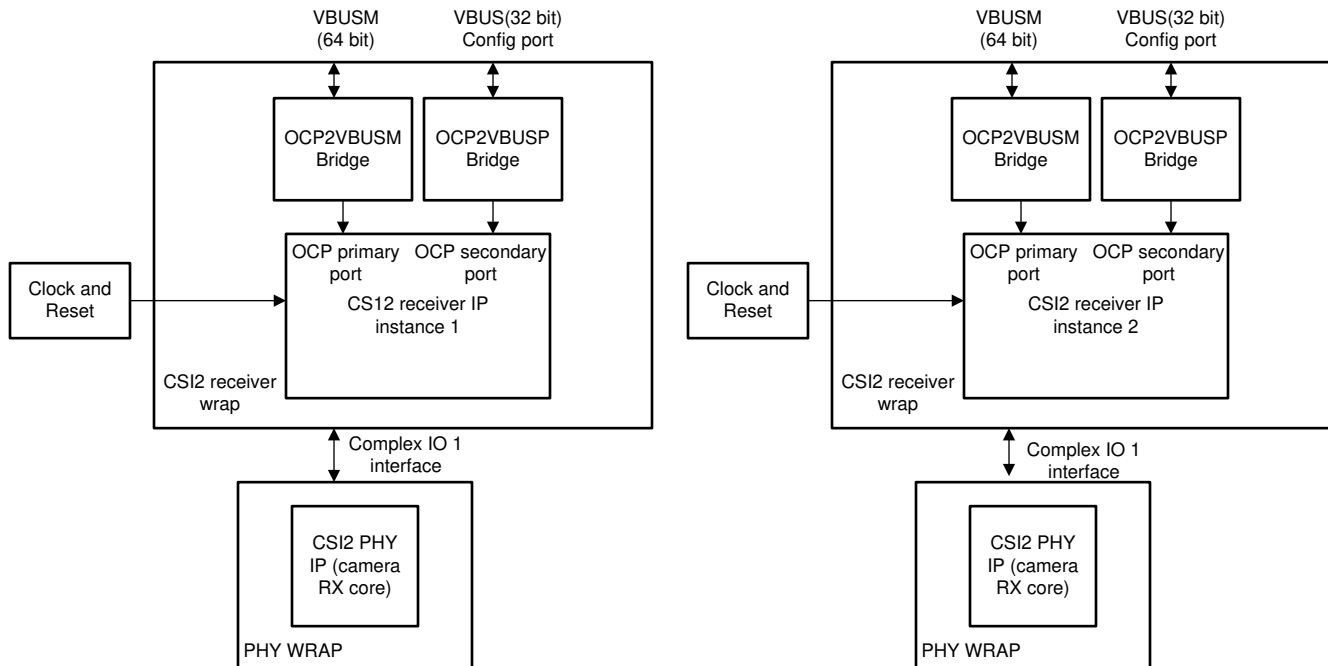 VBUSM
(64 bit)
VBUS(32 bit)
Config port
OCP2VBUSM
Bridge
OCP2VBUSP
Bridge
OCP primary
port
OCP secondary
port
Clock and
Reset
CS12 receiver IP
instance 1
CSI2 receiver
wrap
Complex IO 1
interface
CSI2 PHY
IP (camera
RX core)
PHY WRAP
VBUSM
(64 bit)
VBUS(32 bit)
Config port
OCP2VBUSM
Bridge
OCP2VBUSP
Bridge
OCP primary
port
OCP secondary
port
Clock and
Reset
CSI2 receiver IP
instance 2
CSI2 receiver
wrap
Complex IO 1
interface
CSI2 PHY
IP (camera
RX core)
PHY WRAP